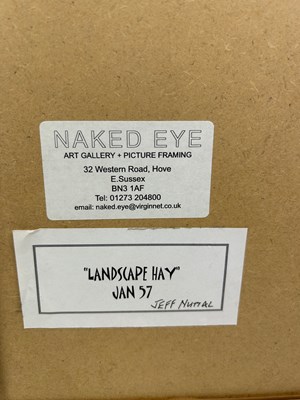 NAKED EYE
ART GALLERY + PICTURE FRAMING
32 Western Road, Hove
E.Sussex
BN3 1AF
Tel: 01273 204800
email: naked.eye@virginnet.co.uk
"LANDSCAPE HAY"
JAN 57
JEFF NUTTAL